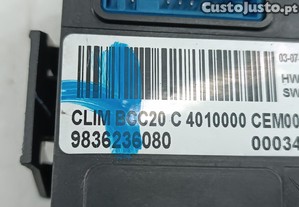 CustoJusto.pt
03-07
HW
SW
CLIM BCC20 C 4010000 CEM00
9836236080
00034